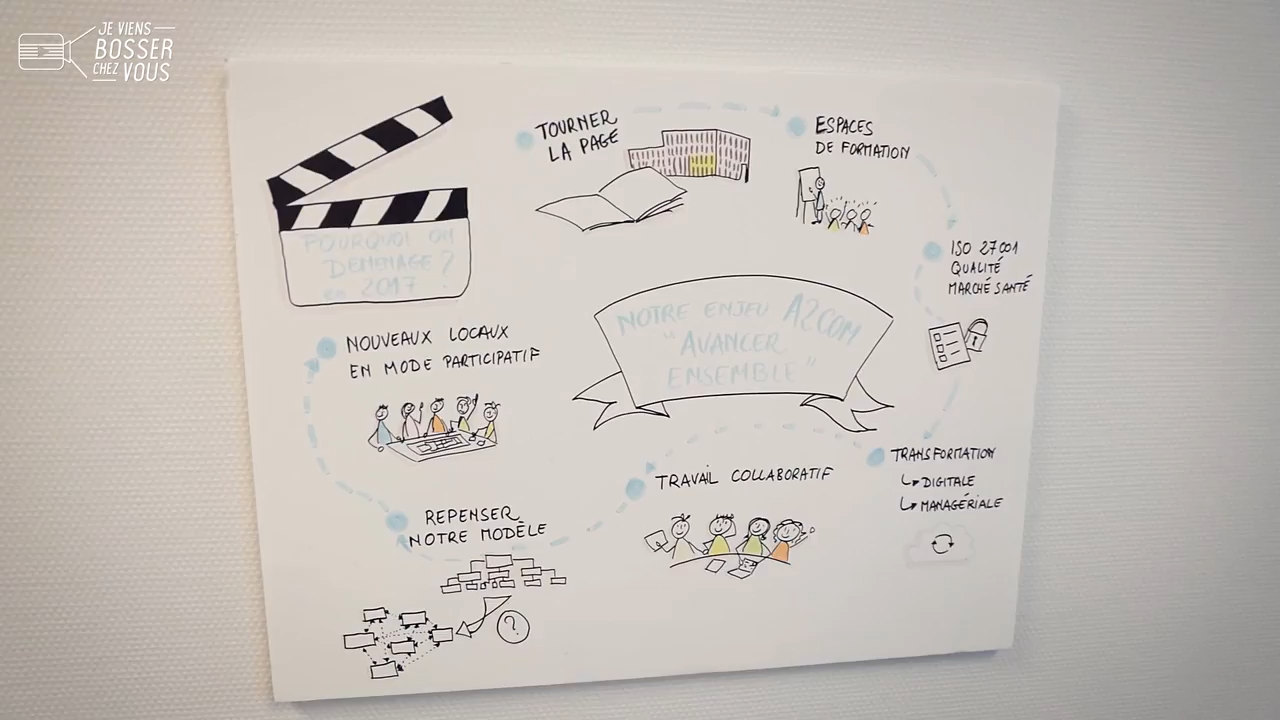 JE VIENS
BOSSER
CHEZ VOUS
POURQUOI ON
DEMENAGE ?
en 2017
TOURNER
LA PAGE
ESPACES
DE FORMATION
ISO 27001
QUALITÉ
MARCHÉ SANTÉ
NOTRE ENJEU A2COM
"AVANCER
ENSEMBLE"
TRANSFORMATION
DIGITALE
MANAGÉRIALE
TRAVAIL COLLABORATIF
REPENSER
NOTRE MODÈLE
?
NOUVEAUX LOCAUX
EN MODE PARTICIPATIF